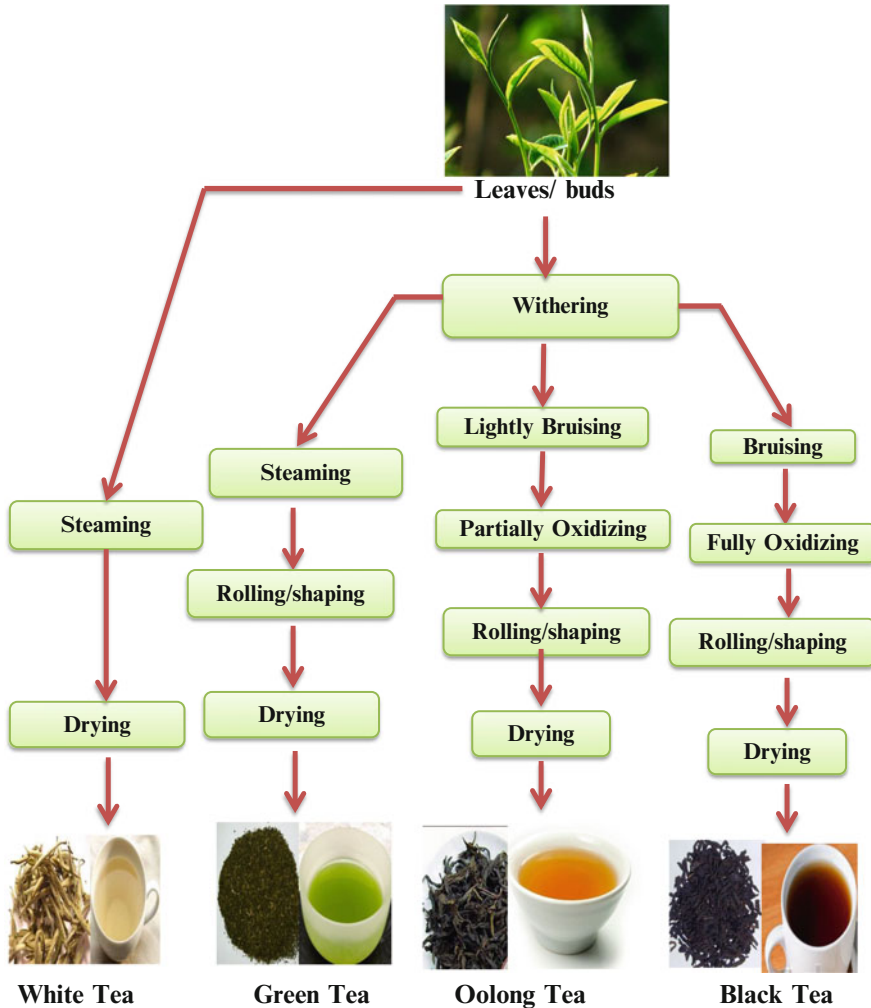 Leaves/ buds
Withering
Lightly Bruising
Bruising
Steaming
Steaming
Partially Oxidizing
Fully Oxidizing
Rolling/shaping
Rolling/shaping
Rolling/shaping
Drying
Drying
Drying
Drying
White Tea
Green Tea
Oolong Tea
Black Tea